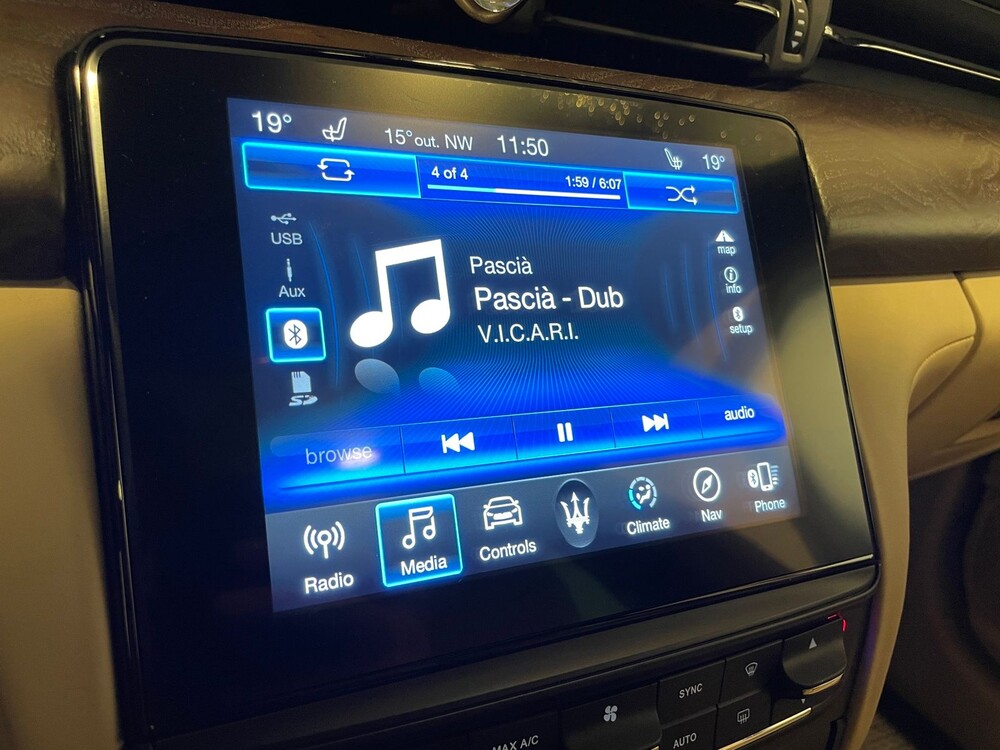 19° 15°out. NW 11:50 19°
4 of 4 1:59 / 6:07
USB
Aux
SD
Pascià
Pascià - Dub
V.I.C.A.R.I.
map
info
setup
browse audio
Radio Media Controls Climate Nav Phone
MAX A/C SYNC
AUTO